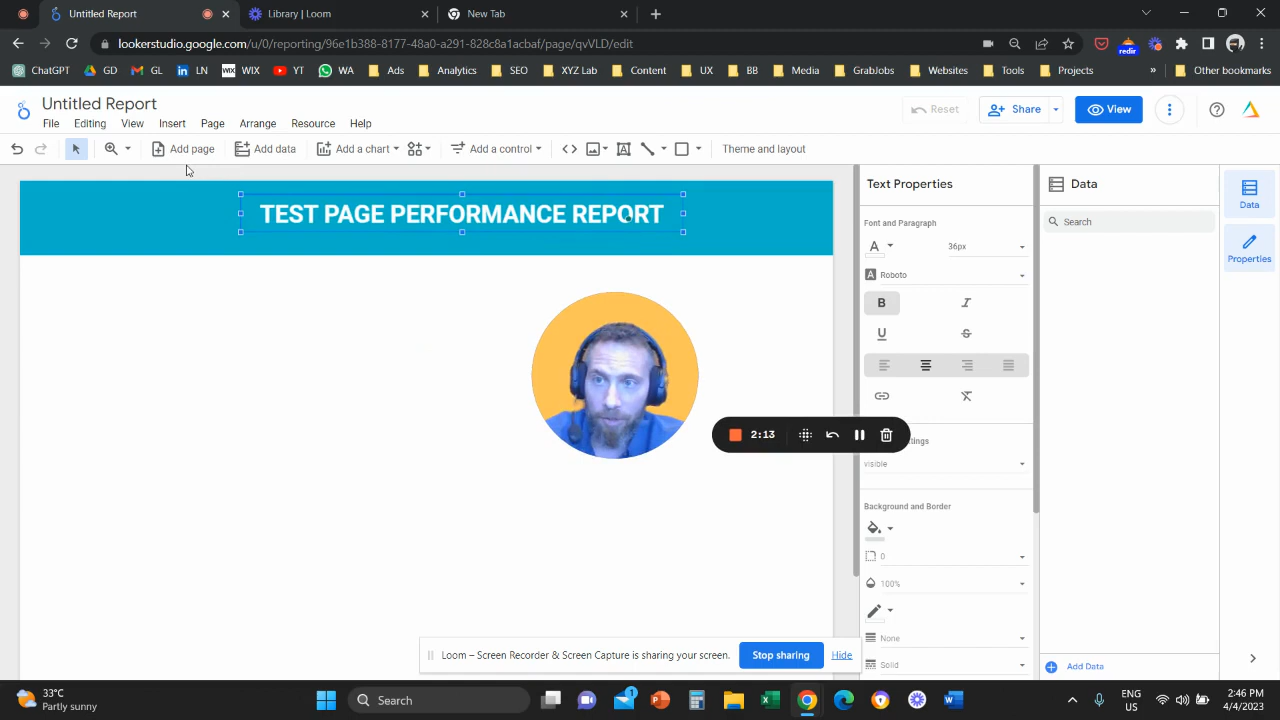 Untitled Report
Library | Loom
New Tab
lookerstudio.google.com/u/0/reporting/96e1b388-8177-48a0-a291-828c8a1acbaf/page/qvVLD/edit
ChatGPT GD GL LN WIX YT WA Ads Analytics SEO XYZ Lab Content UX BB Media GrabJobs Websites Tools Projects » Other bookmarks
redir
Untitled Report
File Editing View Insert Page Arrange Resource Help
Reset Share View
Add page Add data Add a chart Add a control Theme and layout
TEST PAGE PERFORMANCE REPORT
Text Properties
Font and Paragraph
A 36px
A Roboto
B I
U S
visible
Background and Border
0
100%
None
Solid
Data
Search
Add Data
Data
Properties
2:13
Loom – Screen Recorder & Screen Capture is sharing your screen. Stop sharing Hide
33°C
Partly sunny
Search
1
ENG
US
2:46 PM
4/4/2023